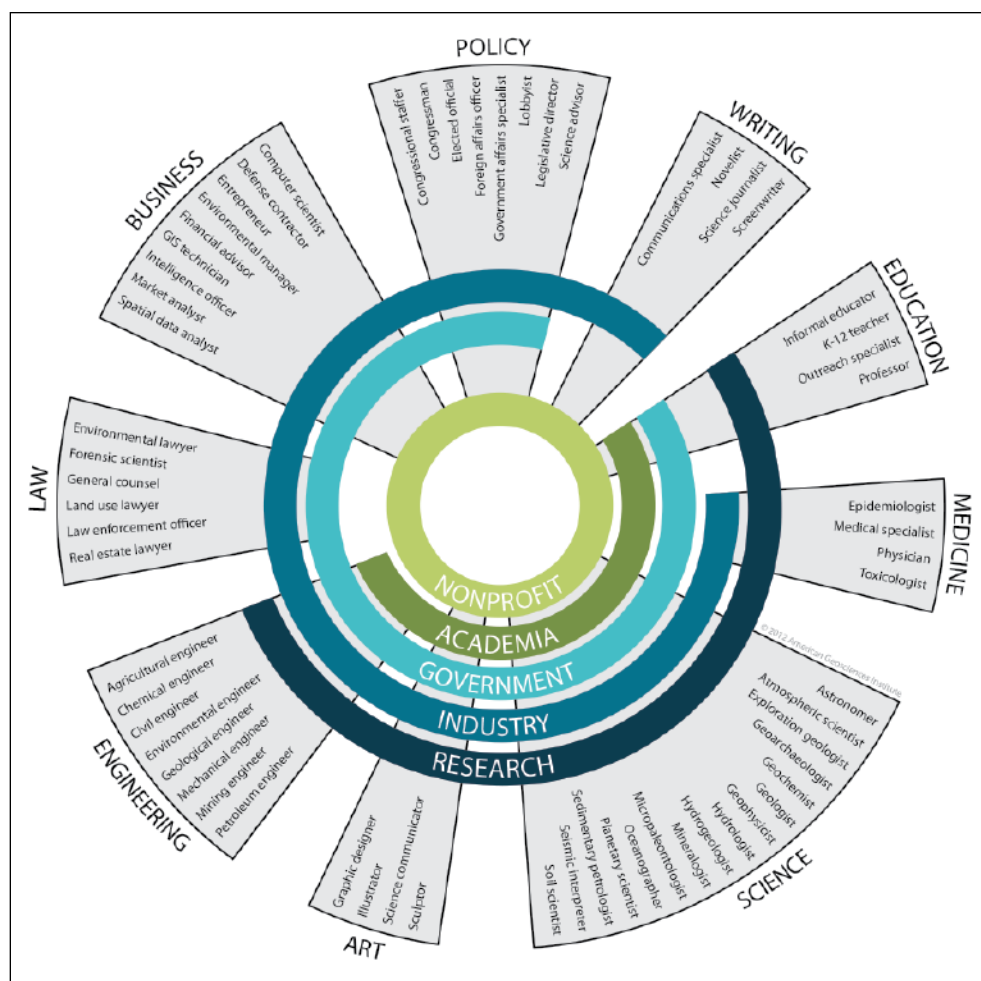 POLICY
Congressional staffer
Congressman
Elected official
Foreign affairs officer
Government affairs specialist
Lobbyist
Legislative director
Science advisor
WRITING
Communications specialist
Novelist
Science journalist
Screenwriter
EDUCATION
Informal educator
K-12 teacher
Outreach specialist
Professor
MEDICINE
Epidemiologist
Medical specialist
Physician
Toxicologist
© 2012 American Geosciences Institute
SCIENCE
Astronomer
Atmospheric scientist
Exploration geologist
Geoarchaeologist
Geochemist
Geologist
Geophysicist
Hydrologist
Hydrogeologist
Mineralogist
Micropaleontologist
Oceanographer
Planetary scientist
Sedimentary petrologist
Seismic interpreter
Soil scientist
ART
Graphic designer
Illustrator
Science communicator
Sculptor
ENGINEERING
Agricultural engineer
Chemical engineer
Civil engineer
Environmental engineer
Geological engineer
Mechanical engineer
Mining engineer
Petroleum engineer
LAW
Environmental lawyer
Forensic scientist
General counsel
Land use lawyer
Law enforcement officer
Real estate lawyer
BUSINESS
Computer scientist
Defense contractor
Entrepreneur
Environmental manager
Financial advisor
GIS technician
Intelligence officer
Market analyst
Spatial data analyst
NONPROFIT
ACADEMIA
GOVERNMENT
INDUSTRY
RESEARCH